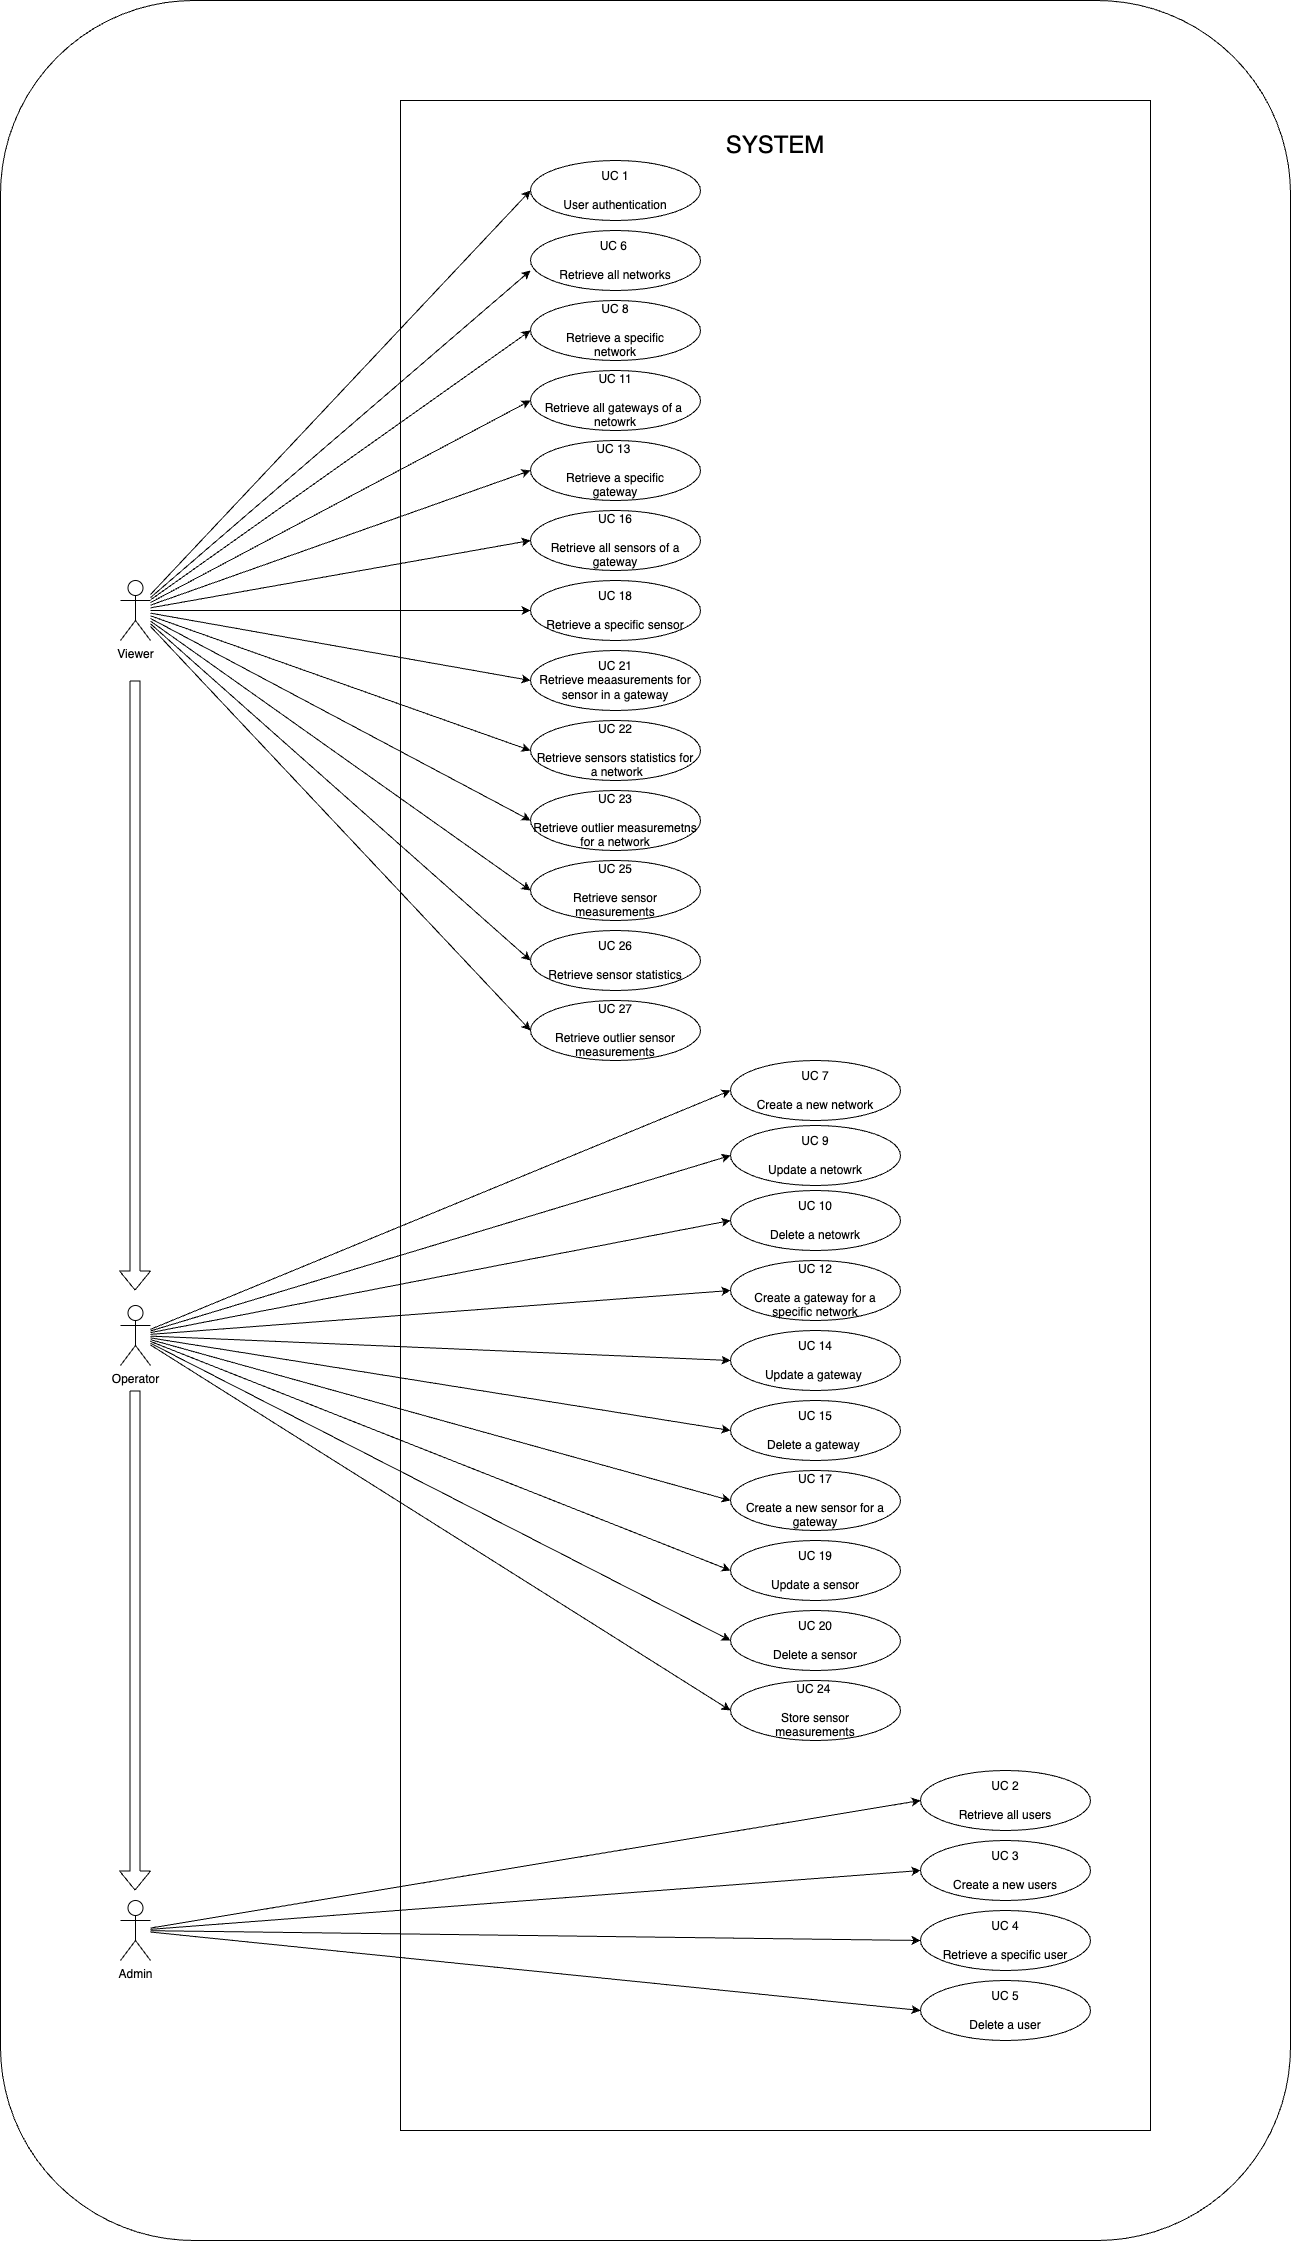 SYSTEM
UC 1
User authentication
UC 6
Retrieve all networks
UC 8
Retrieve a specific
network
UC 11
Retrieve all gateways of a
netowrk
UC 13
Retrieve a specific
gateway
UC 16
Retrieve all sensors of a
gateway
UC 18
Retrieve a specific sensor
Viewer
UC 21
Retrieve meaasurements for
sensor in a gateway
UC 22
Retrieve sensors statistics for
a network
UC 23
Retrieve outlier measuremetns
for a network
UC 25
Retrieve sensor
measurements
UC 26
Retrieve sensor statistics
UC 27
Retrieve outlier sensor
measurements
UC 7
Create a new network
UC 9
Update a netowrk
UC 10
Delete a netowrk
UC 12
Create a gateway for a
specific network
UC 14
Update a gateway
Operator
UC 15
Delete a gateway
UC 17
Create a new sensor for a
gateway
UC 19
Update a sensor
UC 20
Delete a sensor
UC 24
Store sensor
measurements
UC 2
Retrieve all users
UC 3
Create a new users
UC 4
Retrieve a specific user
Admin
UC 5
Delete a user